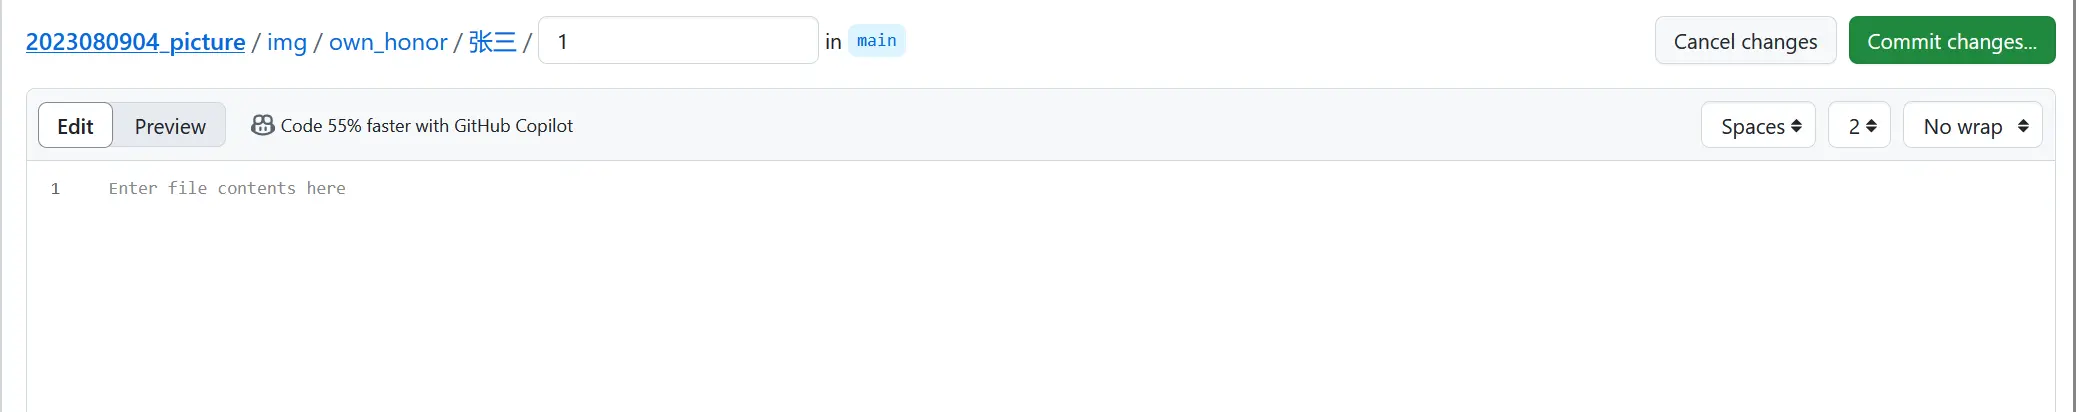 2023080904_picture / img / own_honor / 张三 / 1 in main Cancel changes Commit changes...
Edit Preview Code 55% faster with GitHub Copilot Spaces 2 No wrap
1 Enter file contents here